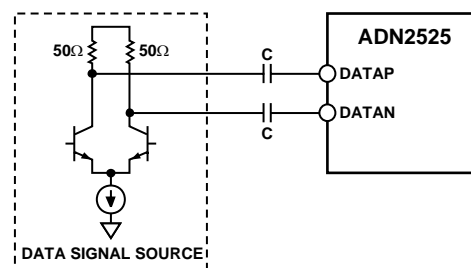 50Ω 50Ω
C
ADN2525
DATAP
DATAN
C
DATA SIGNAL SOURCE